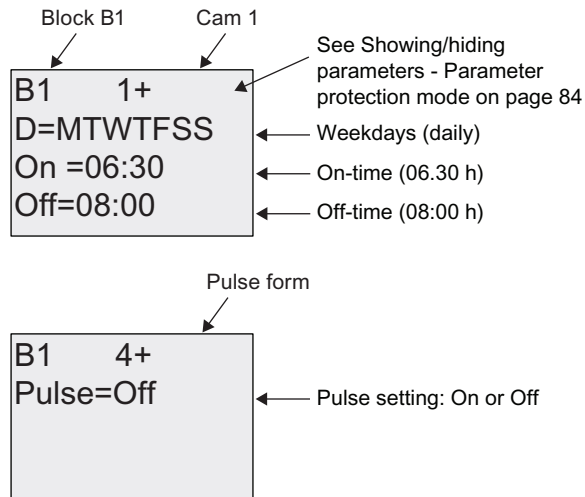 Block B1 Cam 1
See Showing/hiding
parameters - Parameter
protection mode on page 84
B1 1+
D=MTWTFSS
Weekdays (daily)
On =06:30
On-time (06.30 h)
Off=08:00
Off-time (08:00 h)
Pulse form
B1 4+
Pulse=Off
Pulse setting: On or Off